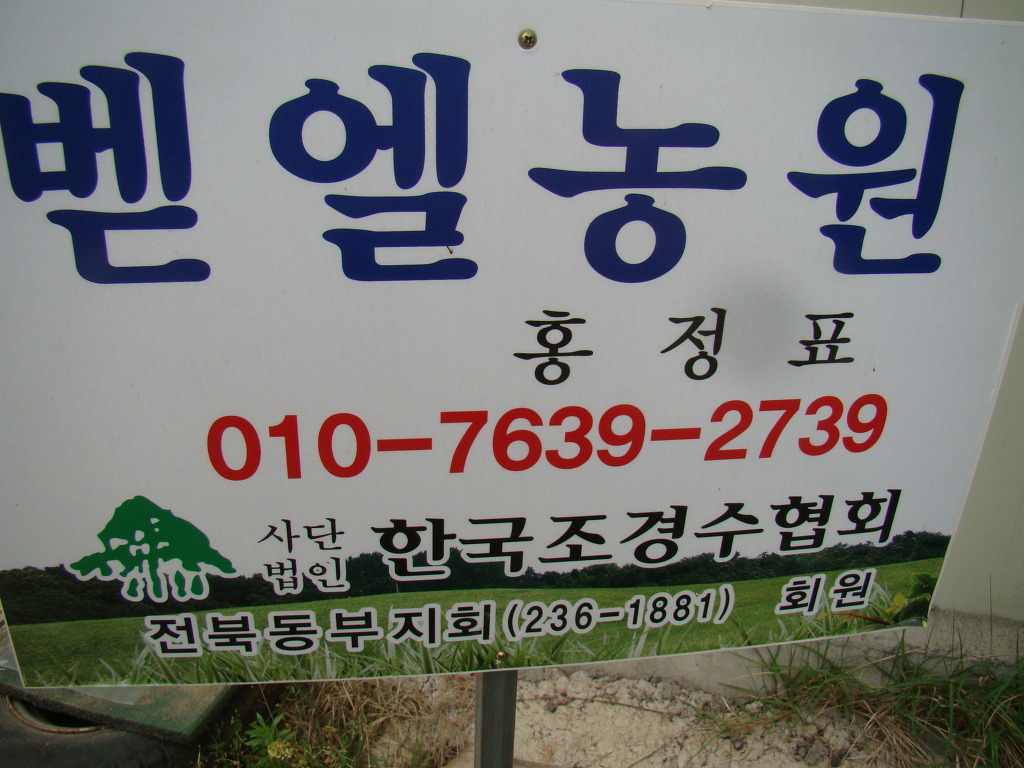 벧엘농원
홍정표
010-7639-2739
사단법인 한국조경수협회
전북동부지회(236-1881) 회원